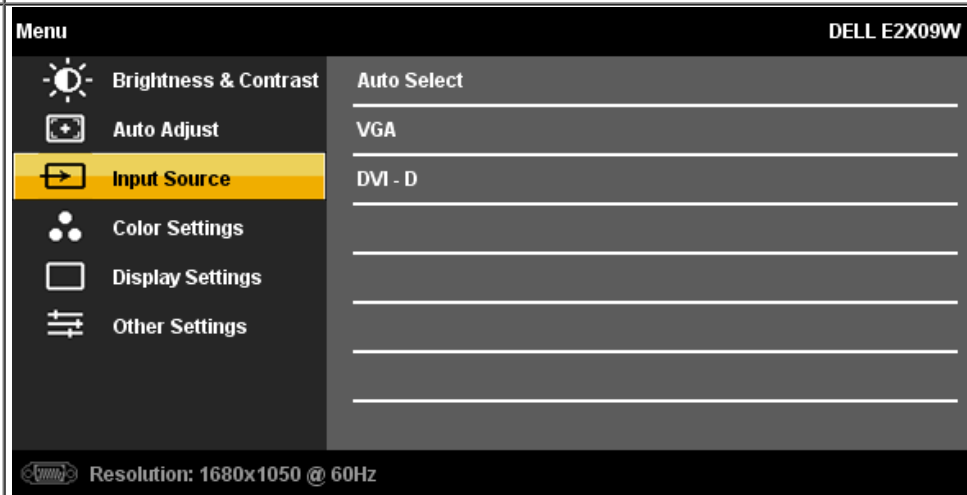 Menu DELL E2X09W
Brightness & Contrast Auto Select
Auto Adjust VGA
Input Source DVI - D
Color Settings
Display Settings
Other Settings
Resolution: 1680x1050 @ 60Hz